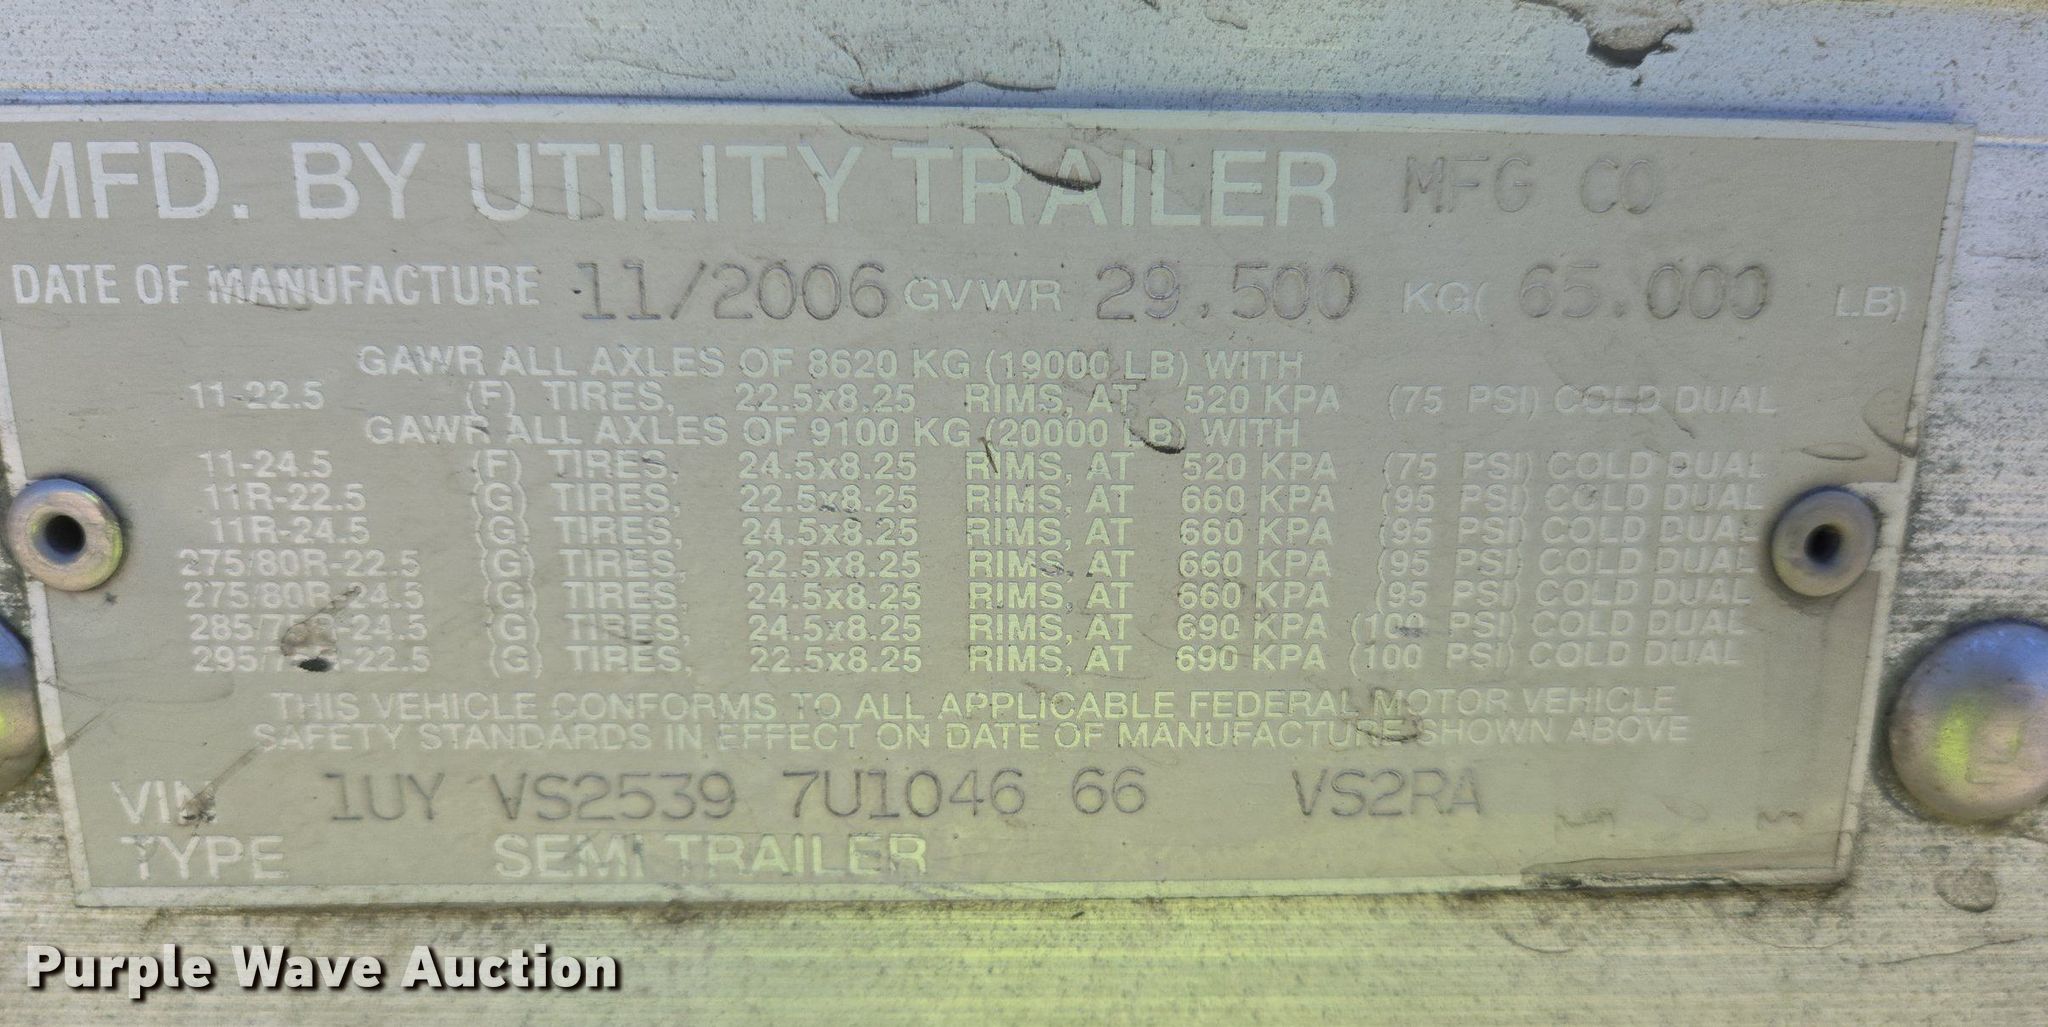 MFD. BY UTILITY TRAILER MFG CO
DATE OF MANUFACTURE 11/2006 GVWR 29.500 KG( 65.000 LB)
GAWR ALL AXLES OF 8620 KG (19000 LB) WITH
11-22.5 (F) TIRES, 22.5x8.25 RIMS, AT 520 KPA (75 PSI) COLD DUAL
GAWR ALL AXLES OF 9100 KG (20000 LB) WITH
11-24.5 (F) TIRES, 24.5x8.25 RIMS, AT 520 KPA (75 PSI) COLD DUAL
11R-22.5 (G) TIRES, 22.5x8.25 RIMS, AT 660 KPA (95 PSI) COLD DUAL
11R-24.5 (G) TIRES, 24.5x8.25 RIMS, AT 660 KPA (95 PSI) COLD DUAL
275/80R-22.5 (G) TIRES, 22.5x8.25 RIMS, AT 660 KPA (95 PSI) COLD DUAL
275/80R-24.5 (G) TIRES, 24.5x8.25 RIMS, AT 660 KPA (95 PSI) COLD DUAL
(G) TIRES, 24.5x8.25 RIMS, AT 690 KPA (100 PSI) COLD DUAL
(G) TIRES, 22.5x8.25 RIMS, AT 690 KPA (100 PSI) COLD DUAL
THIS VEHICLE CONFORMS TO ALL APPLICABLE FEDERAL MOTOR VEHICLE
SAFETY STANDARDS IN EFFECT ON DATE OF MANUFACTURE SHOWN ABOVE
VIN 1UY VS2539 7U1046 66 VS2RA
TYPE SEMI TRAILER
Purple Wave Auction